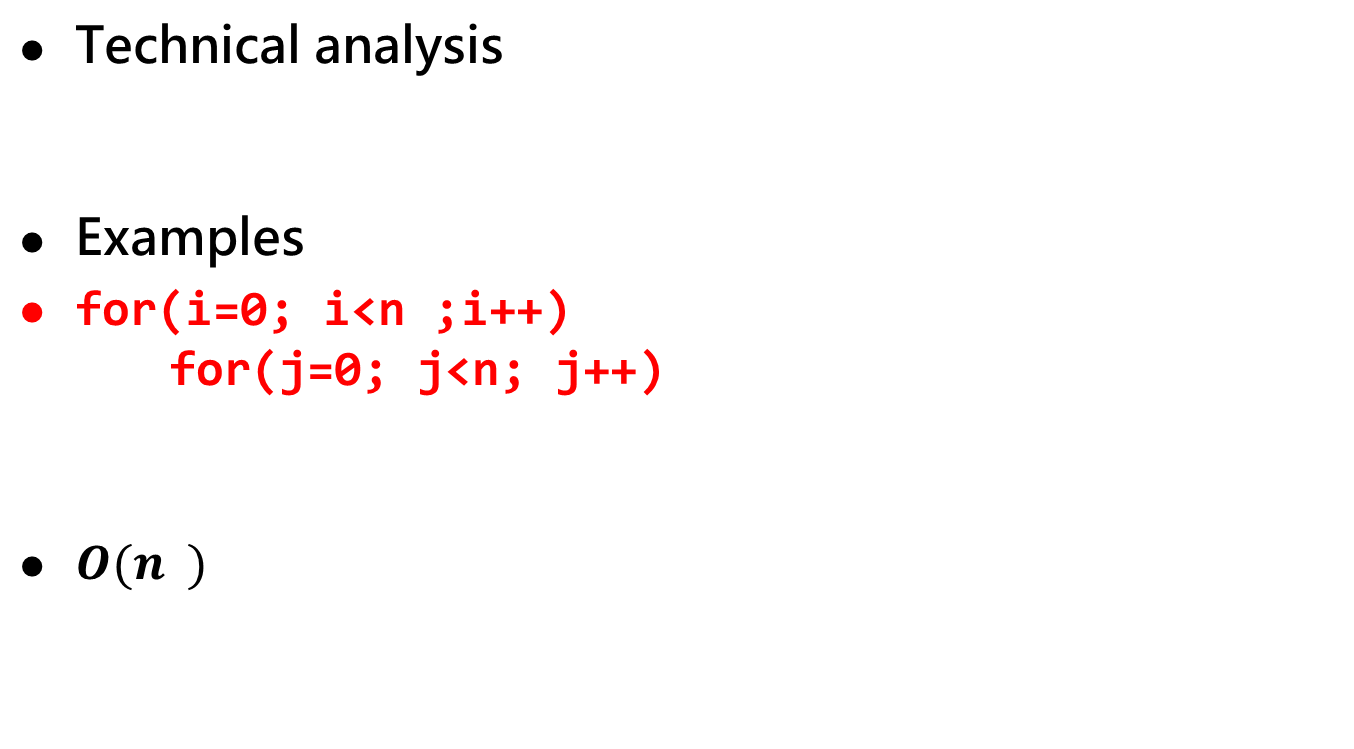 • Technical analysis
• Examples
• for(i=0; i<n ;i++)
for(j=0; j<n; j++)
• O(n )